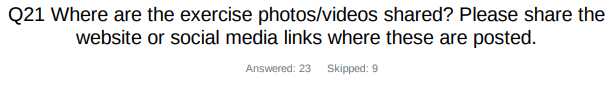 Q21 Where are the exercise photos/videos shared? Please share the
website or social media links where these are posted.
Answered: 23 Skipped: 9